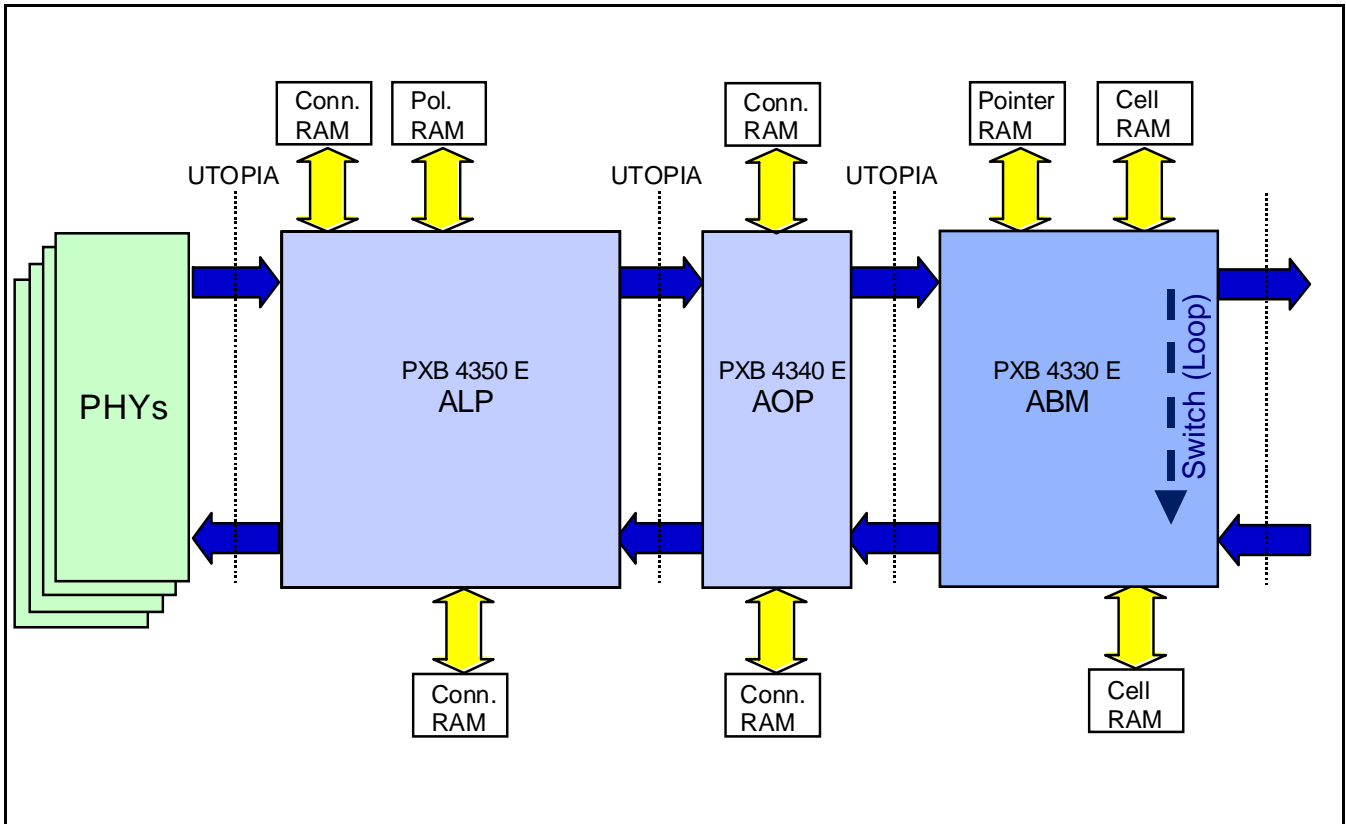 Conn.
RAM
Pol.
RAM
Conn.
RAM
Pointer
RAM
Cell
RAM
UTOPIA
UTOPIA
UTOPIA
PHYs
PXB 4350 E
ALP
PXB 4340 E
AOP
PXB 4330 E
ABM
Switch (Loop)
Conn.
RAM
Conn.
RAM
Cell
RAM